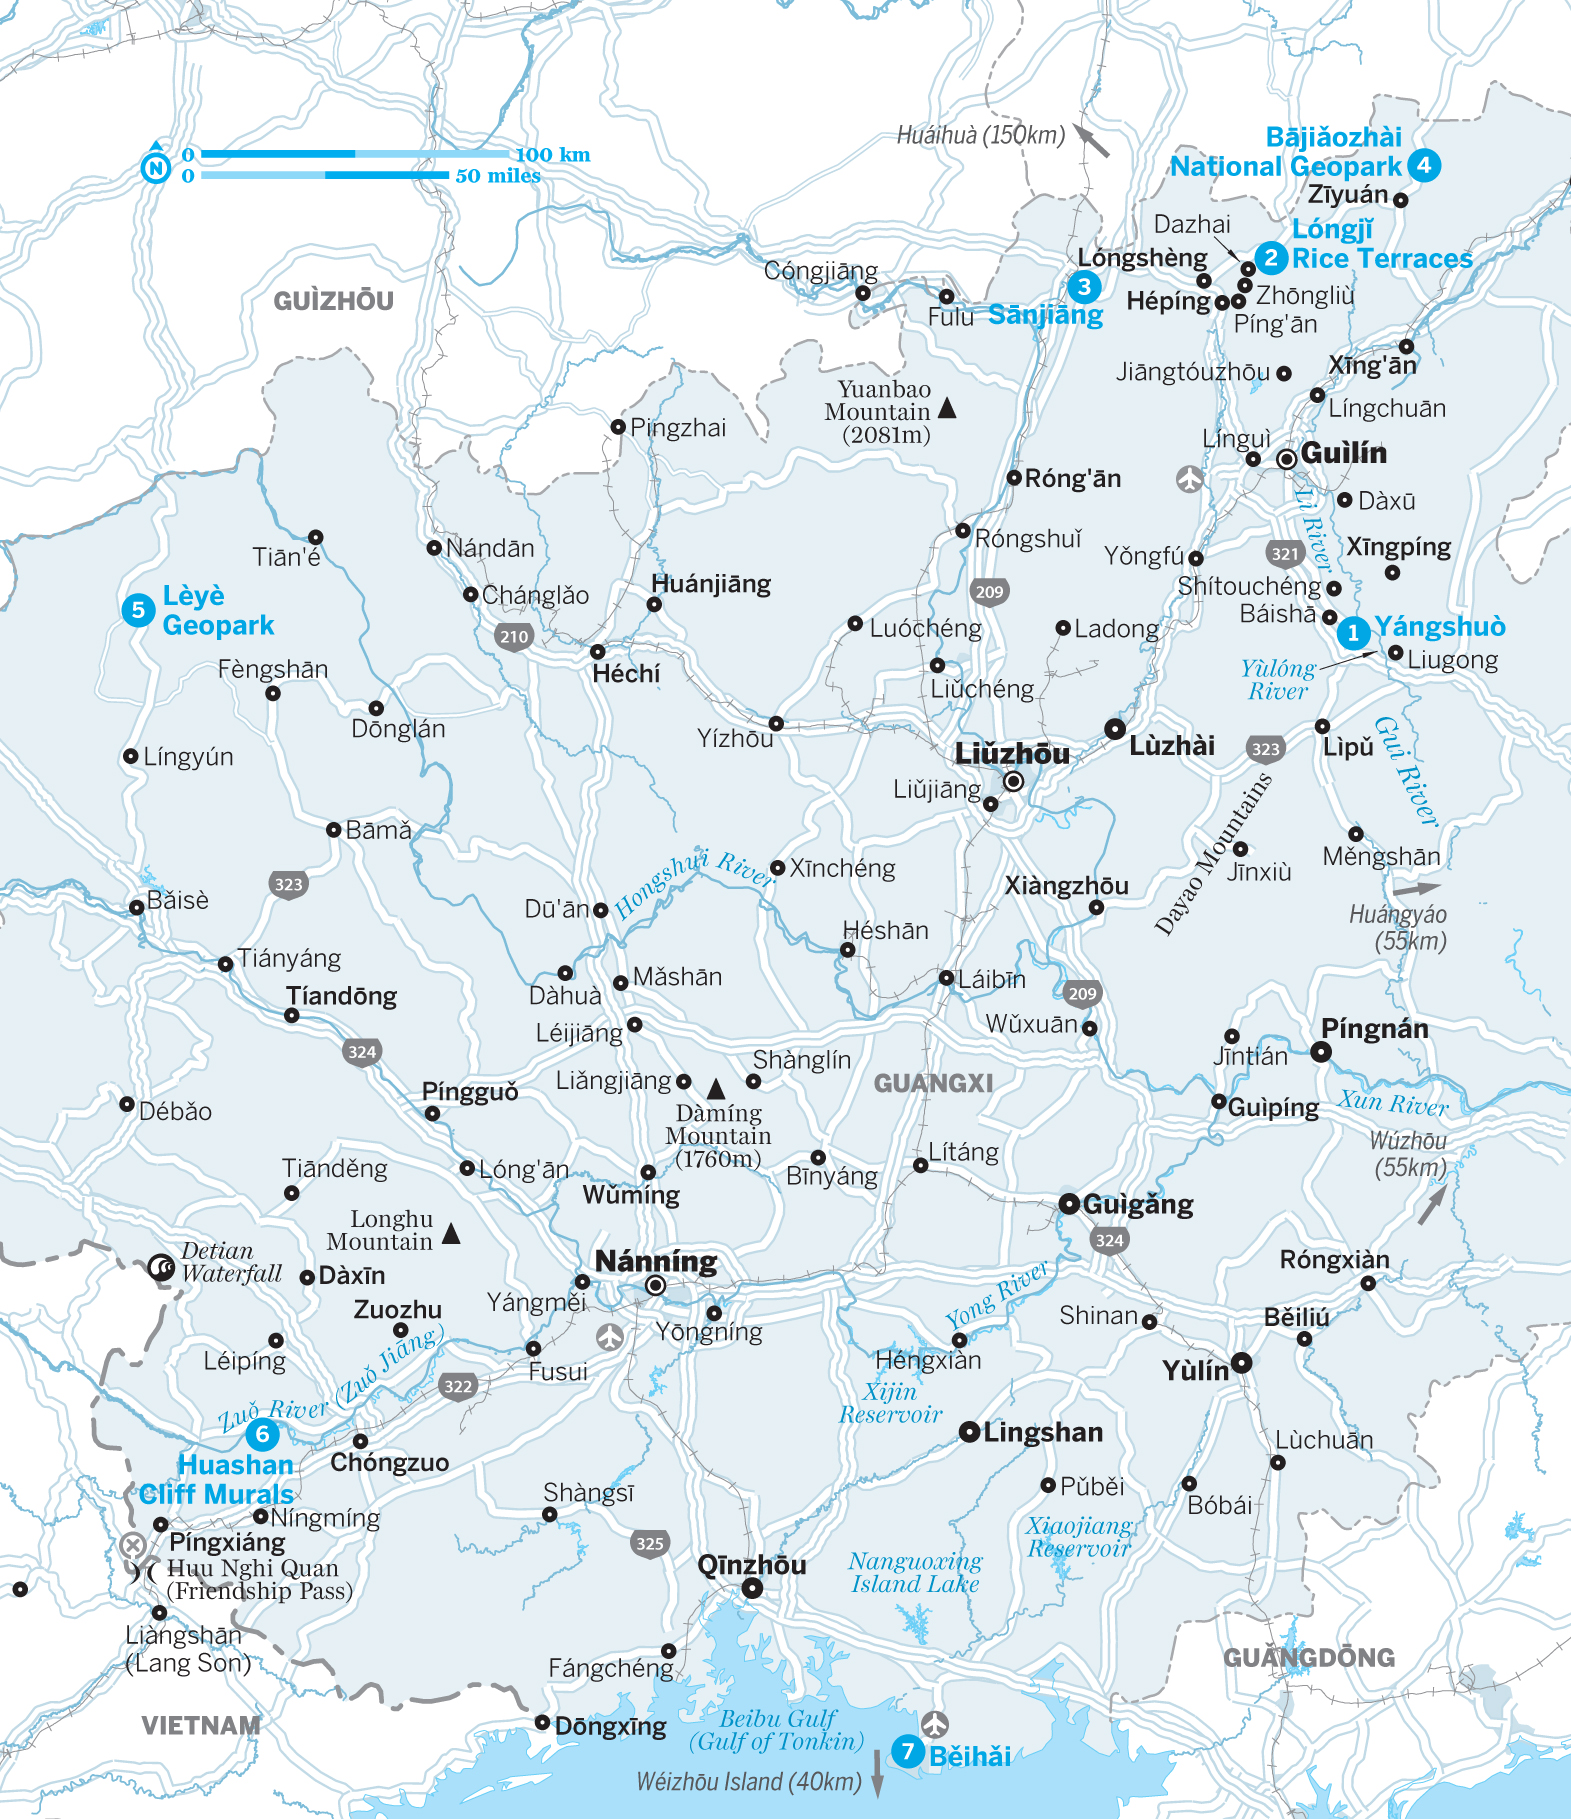 Huáihuà (150km)
Bājiǎozhài
National Geopark
4
Zīyuán
N
0
100 km
0
50 miles
Dazhai
Lóngjǐ
2
Rice Terraces
Lóngshèng
Cóngjiāng
3
Zhōngliù
Hépíng
GUÌZHŌU
Fulu
Sānjiāng
Píng'ān
Xīng'ān
Jiāngtóuzhōu
Yuanbao
Mountain
(2081m)
Língchuān
Pingzhai
Línguì
Guìlín
Róng'ān
Dàxū
Lí River
Róngshuǐ
Tiān'é
Nándān
Yǒngfú
321
Xīngpíng
Huánjiāng
209
Shítouchéng
5
Lèyè
Geopark
Chánglǎo
Báishā
210
Luóchéng
Ladong
1
Yángshuò
Héchí
Liugong
Yùlóng
River
Fèngshān
Liǔchéng
Dōnglán
Yízhōu
Lùzhài
Lìpǔ
Gui River
323
Língyún
Liǔzhōu
Liǔjiāng
Bāmǎ
Dayao Mountains
Měngshān
Jīnxiù
Hongshui River
Xīnchéng
323
Xiàngzhōu
Bǎisè
Dū'ān
Huángyáo
(55km)
Héshān
Tiányáng
Dàhuà
Mǎshān
Láibīn
Tíandōng
209
Léijiāng
Wǔxuān
Píngnán
324
Jīntián
Shànglín
Liǎngjiāng
GUANGXI
Píngguǒ
Débǎo
Guìpíng
Xun River
Dàmíng
Mountain
(1760m)
Wúzhōu
(55km)
Lítáng
Tiānděng
Lóng'ān
Bīnyáng
Wǔmíng
Guìgǎng
Longhu
Mountain
324
Detian
Waterfall
Nánníng
Róngxiàn
Dàxīn
Yong River
Yángměi
Zuozhu
Shinan
Běiliú
Yōngníng
Léipíng
Fusui
Héngxiàn
Yùlín
322
Xijin
Reservoir
Zuǒ River (Zuǒ Jiāng)
6
Lingshan
Lùchuān
Huashan
Cliff Murals
Chóngzuo
Pǔběi
Shàngsī
Bóbái
Níngmíng
Xiaojiang
Reservoir
Píngxiáng
325
Huu Nghi Quan
(Friendship Pass)
Qīnzhōu
Nanguoxing
Island Lake
Liàngshān
(Lang Son)
Fángchéng
GUǍNGDŌNG
VIETNAM
Dōngxīng
Beibu Gulf
(Gulf of Tonkin)
7
Běihǎi
Wéizhōu Island (40km)